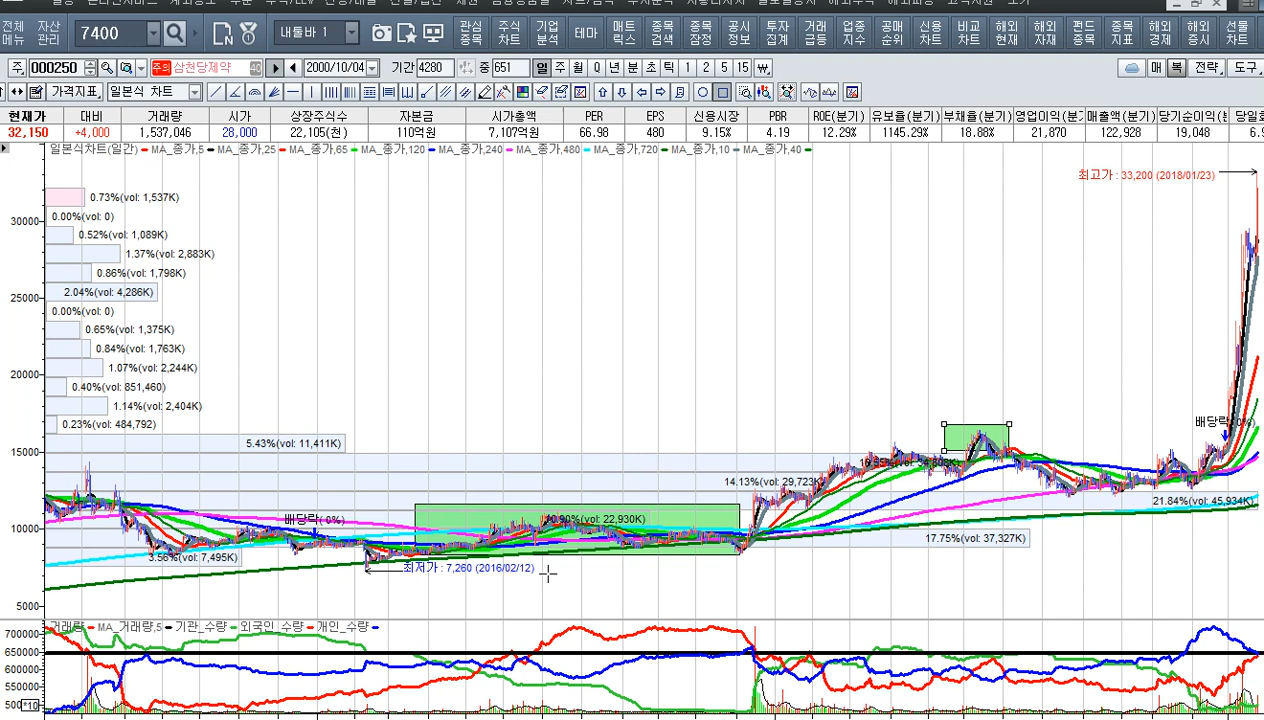 전체 자산 7400 내툴바 1 관심 주식 기업 테마 매트 종목 종목 공시 투자 거래 업종 공매 신용 비교 해외 해외 펀드 종목 해외 해외 선물
메뉴 관리 종목 차트 분석 릭스 검색 잠정 정보 집계 급등 지수 순위 차트 차트 현재 자재 종목 지표 경제 증시 차트
주 000250 주의 삼천당제약 40 2000/10/04 기간 4280 중 651 일 주 월 Q 년 분 초 틱 1 2 5 15 매 복 전략 도구
가격지표 일본식 차트
현재가 대비 거래량 시가 상장주식수 자본금 시가총액 PER EPS 신용시장 PBR ROE(분기) 유보율(분기) 부채율(분기) 영업이익(분기 매출액(분기) 당기순이익(분 당일회
32,150 +4,000 1,537,046 28,000 22,105(천) 110억원 7,107억원 66.98 480 9.15% 4.19 12.29% 1145.29% 18.88% 21,870 122,928 19,048 6.9
일본식차트(일간) MA_종가,5 MA_종가,25 MA_종가,65 MA_종가,120 MA_종가,240 MA_종가,480 MA_종가,720 MA_종가,10 MA_종가,40
최고가 : 33,200 (2018/01/23)
0.73%(vol: 1,537K)
0.00%(vol: 0)
30000
0.52%(vol: 1,089K)
1.37%(vol: 2,883K)
0.86%(vol: 1,798K)
2.04%(vol: 4,286K)
25000
0.00%(vol: 0)
0.65%(vol: 1,375K)
0.84%(vol: 1,763K)
1.07%(vol: 2,244K)
20000
0.40%(vol: 851,460)
1.14%(vol: 2,404K)
0.23%(vol: 484,792)
배당락
5.43%(vol: 11,411K)
15000
14.13%(vol: 29,723K)
21.84%(vol: 45,934K)
배당락( 0%)
10.90%(vol: 22,930K)
10000
17.75%(vol: 37,327K)
3.56%(vol: 7,495K)
최저가 : 7,260 (2016/02/12)
5000
거래량 MA_거래량,5 기관_수량 외국인_수량 개인_수량
700000
650000
600000
550000
500 *10